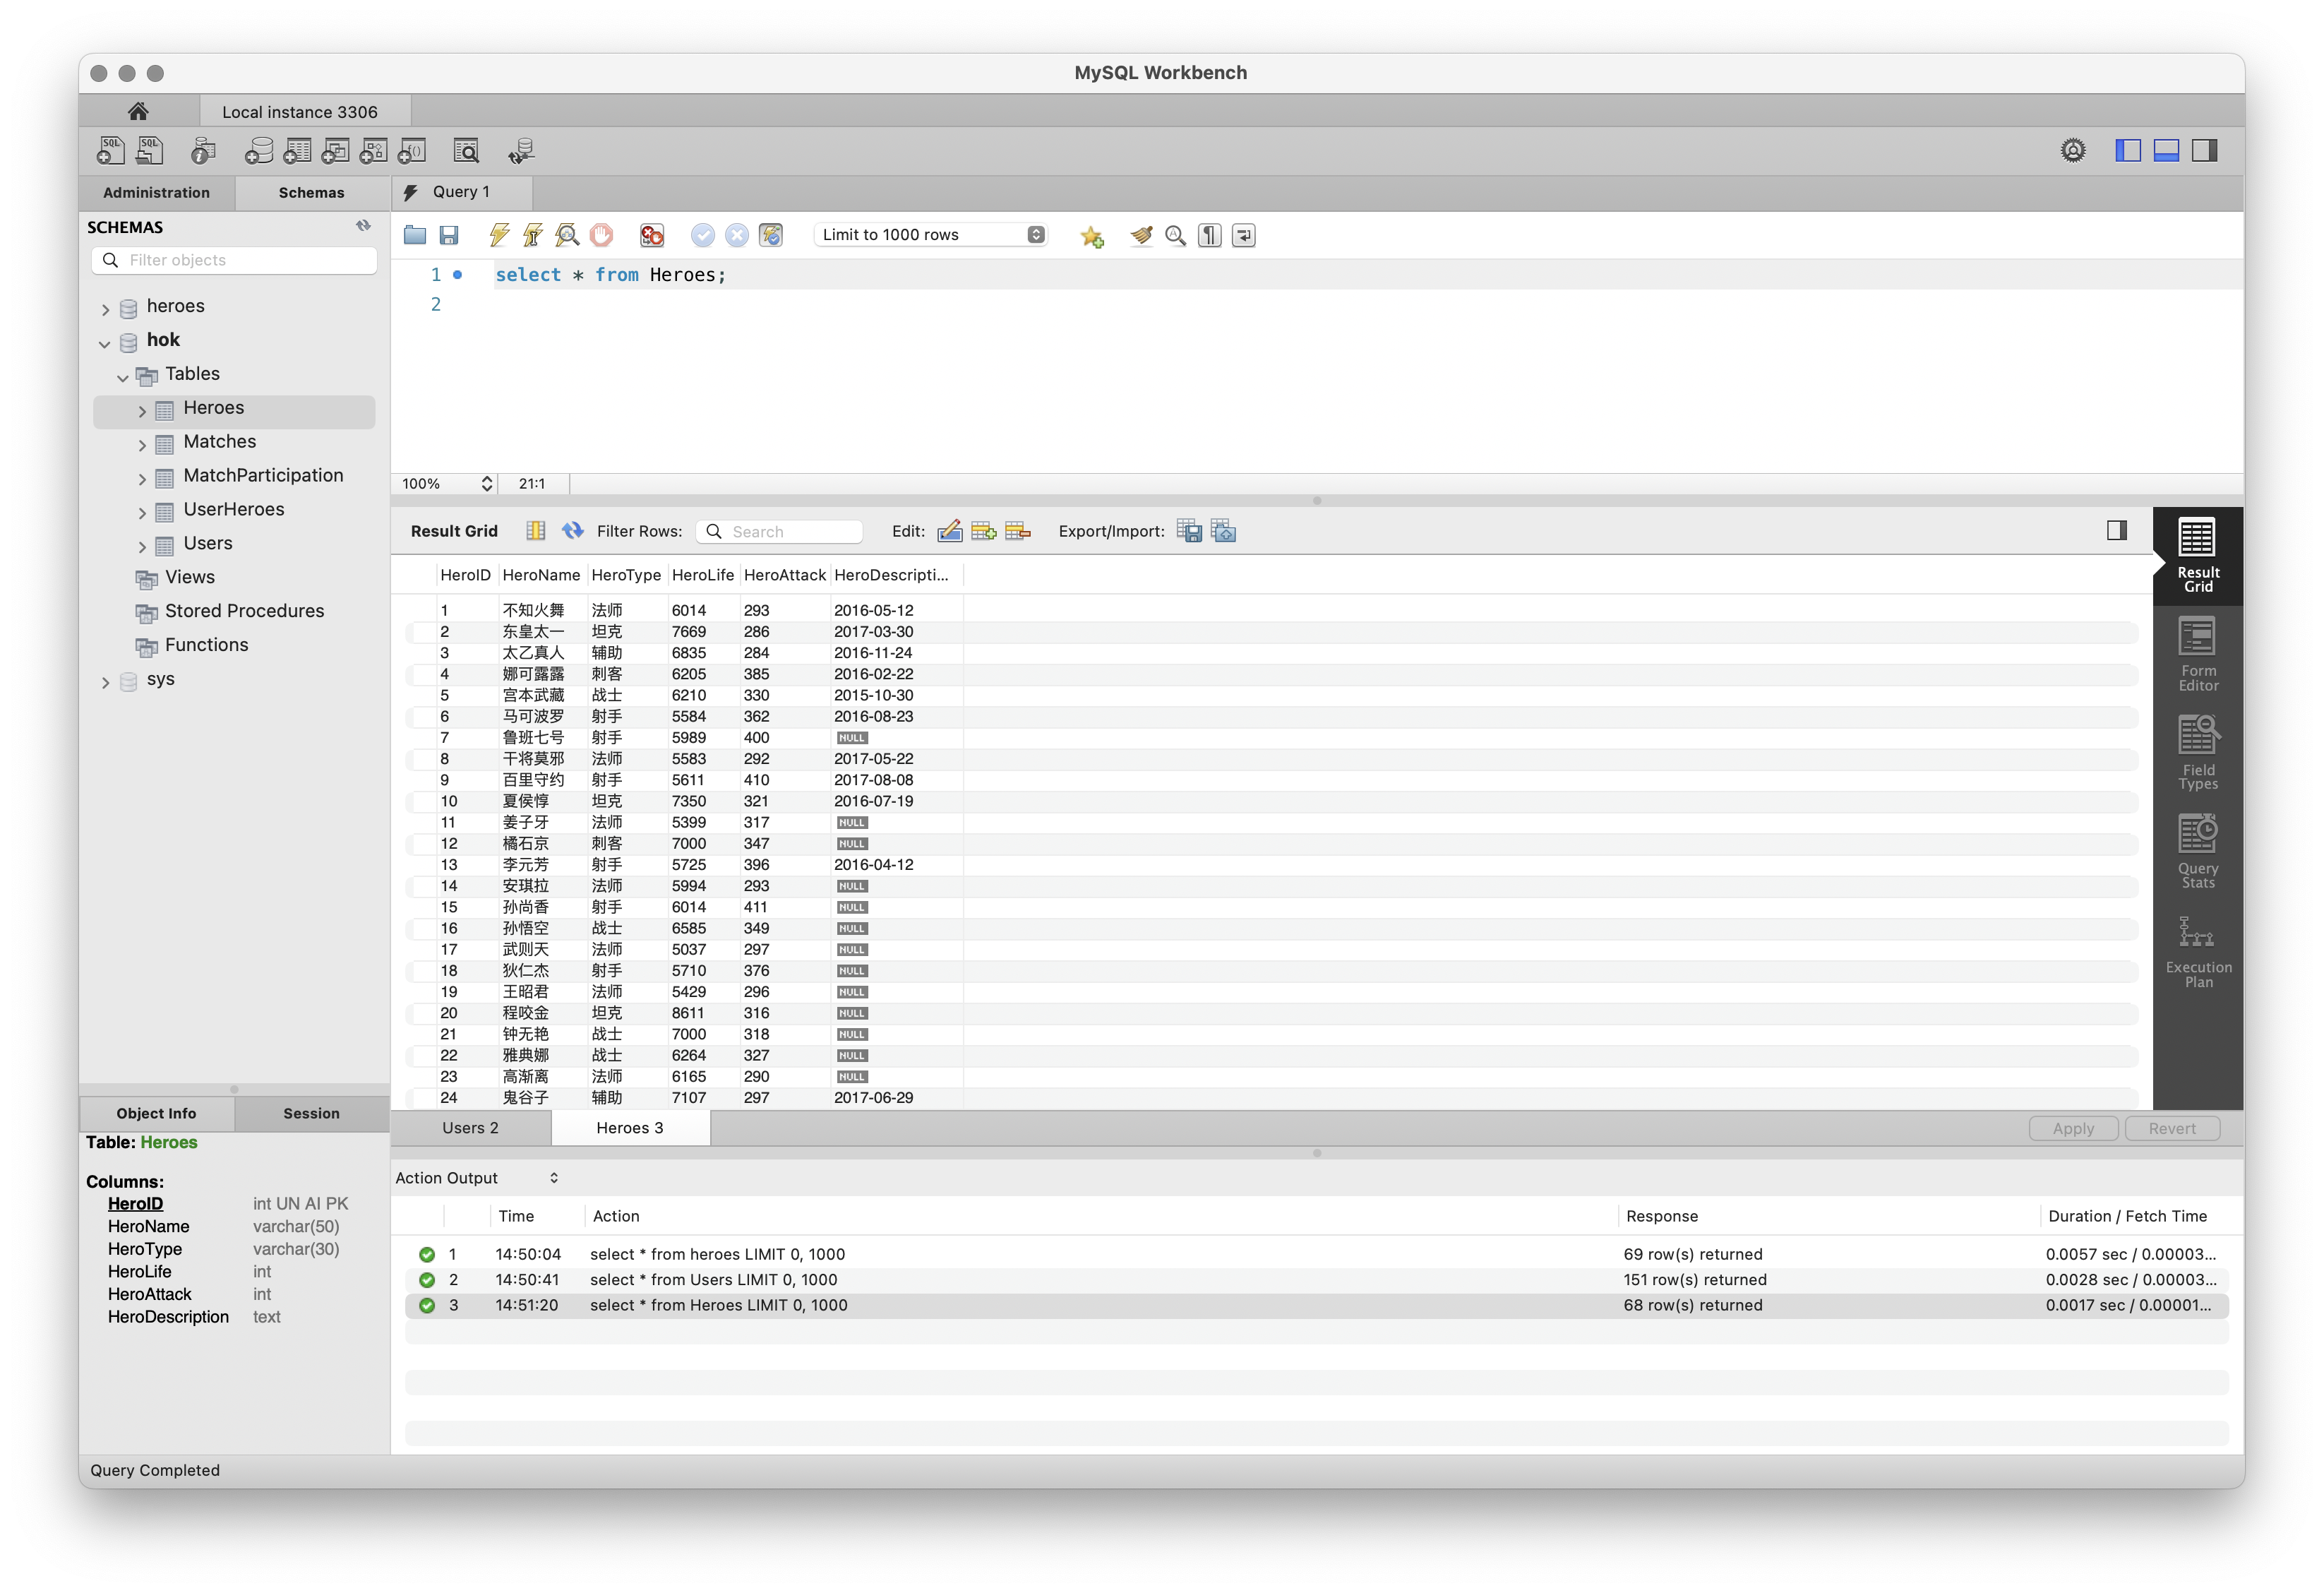 MySQL Workbench
Local instance 3306
Administration
Schemas
Query 1
SCHEMAS
Filter objects
heroes
hok
Tables
Heroes
Matches
MatchParticipation
UserHeroes
Users
Views
Stored Procedures
Functions
sys
Limit to 1000 rows
1 select * from Heroes;
2
100% 21:1
Result Grid Filter Rows: Search Edit: Export/Import:
HeroID HeroName HeroType HeroLife HeroAttack HeroDescripti...
1 不知火舞 法师 6014 293 2016-05-12
2 东皇太一 坦克 7669 286 2017-03-30
3 太乙真人 辅助 6835 284 2016-11-24
4 娜可露露 刺客 6205 385 2016-02-22
5 宫本武藏 战士 6210 330 2015-10-30
6 马可波罗 射手 5584 362 2016-08-23
7 鲁班七号 射手 5989 400 NULL
8 干将莫邪 法师 5583 292 2017-05-22
9 百里守约 射手 5611 410 2017-08-08
10 夏侯惇 坦克 7350 321 2016-07-19
11 姜子牙 法师 5399 317 NULL
12 橘石京 刺客 7000 347 NULL
13 李元芳 射手 5725 396 2016-04-12
14 安琪拉 法师 5994 293 NULL
15 孙尚香 射手 6014 411 NULL
16 孙悟空 战士 6585 349 NULL
17 武则天 法师 5037 297 NULL
18 狄仁杰 射手 5710 376 NULL
19 王昭君 法师 5429 296 NULL
20 程咬金 坦克 8611 316 NULL
21 钟无艳 战士 7000 318 NULL
22 雅典娜 战士 6264 327 NULL
23 高渐离 法师 6165 290 NULL
24 鬼谷子 辅助 7107 297 2017-06-29
Result
Grid
Form
Editor
Field
Types
Query
Stats
Execution
Plan
Users 2
Heroes 3
Apply
Revert
Object Info
Session
Table: Heroes
Columns:
HeroID int UN AI PK
HeroName varchar(50)
HeroType varchar(30)
HeroLife int
HeroAttack int
HeroDescription text
Action Output
Time Action Response Duration / Fetch Time
1 14:50:04 select * from heroes LIMIT 0, 1000 69 row(s) returned 0.0057 sec / 0.00003...
2 14:50:41 select * from Users LIMIT 0, 1000 151 row(s) returned 0.0028 sec / 0.00003...
3 14:51:20 select * from Heroes LIMIT 0, 1000 68 row(s) returned 0.0017 sec / 0.00001...
Query Completed